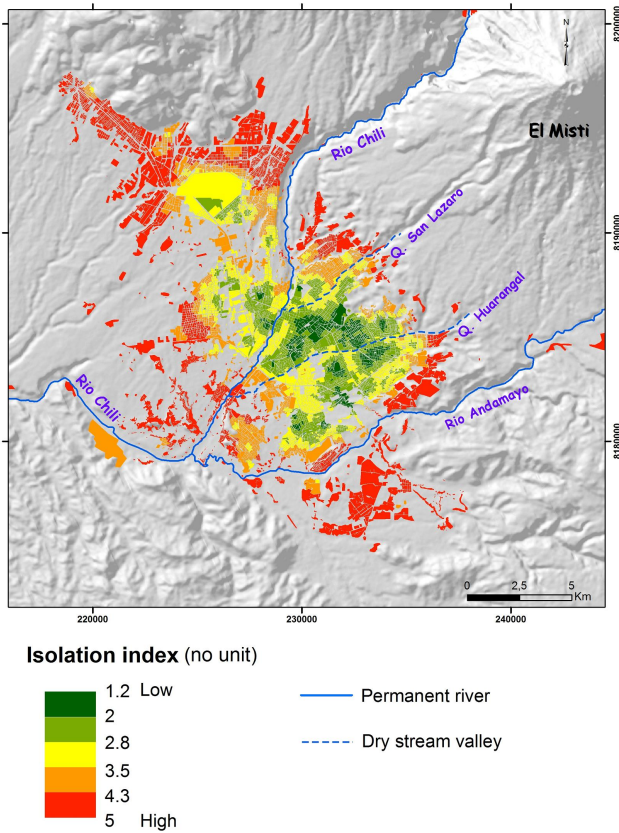 8200000
N
El Misti
Rio Chili
Q. San Lazaro
8190000
Q. Huarangal
Rio Chili
Rio Andamayo
8180000
0 2,5 5
Km
220000 230000 240000
Isolation index (no unit)
1.2 Low
2
2.8
3.5
4.3
5 High
Permanent river
Dry stream valley